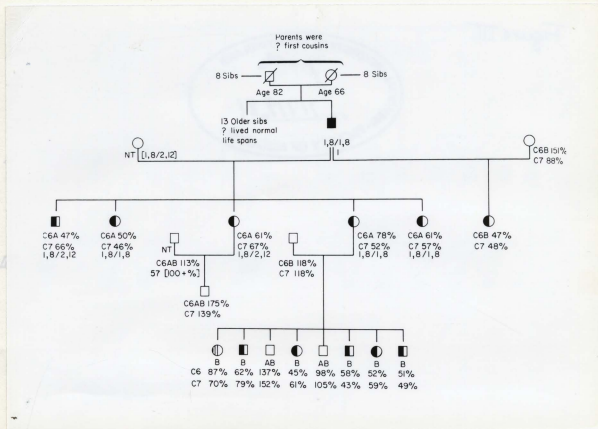 Parents were
? first cousins
8 Sibs
8 Sibs
Age 82
Age 66
13 Older sibs
? lived normal
life spans
1,8/1,8
1
NT [1,8/2,12]
C6B 151%
C7 88%
C6A 47%
C7 66%
1,8/2,12
C6A 50%
C7 46%
1,8/1,8
C6A 61%
C7 67%
1,8/2,12
C6A 78%
C7 52%
1,8/1,8
C6A 61%
C7 57%
1,8/1,8
C6B 47%
C7 48%
NT
C6AB 113%
57 [100+%]
C6B 118%
C7 118%
C6AB 175%
C7 139%
B B AB B AB B B B
C6 87% 62% 137% 45% 98% 58% 52% 51%
C7 70% 79% 152% 61% 105% 43% 59% 49%